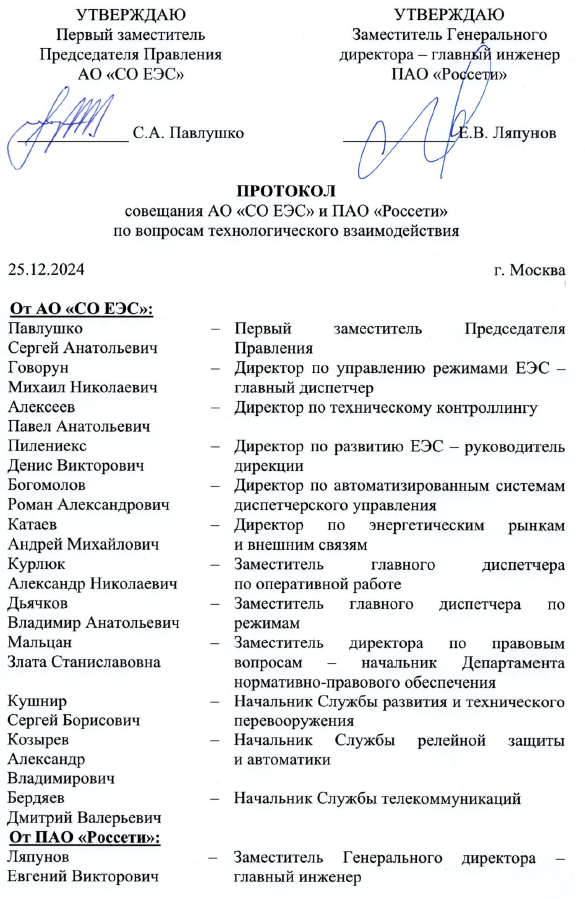 УТВЕРЖДАЮ
Первый заместитель
Председателя Правления
АО «СО ЕЭС»
С.А. Павлушко
УТВЕРЖДАЮ
Заместитель Генерального
директора – главный инженер
ПАО «Россети»
Е.В. Ляпунов
ПРОТОКОЛ
совещания АО «СО ЕЭС» и ПАО «Россети»
по вопросам технологического взаимодействия
25.12.2024 г. Москва
От АО «СО ЕЭС»:
Павлушко – Первый заместитель Председателя
Сергей Анатольевич Правления
Говорун – Директор по управлению режимами ЕЭС –
Михаил Николаевич главный диспетчер
Алексеев – Директор по техническому контроллингу
Павел Анатольевич
Пилениекс – Директор по развитию ЕЭС – руководитель
Денис Викторович дирекции
Богомолов – Директор по автоматизированным системам
Роман Александрович диспетчерского управления
Катаев – Директор по энергетическим рынкам
Андрей Михайлович и внешним связям
Курлюк – Заместитель главного диспетчера
Александр Николаевич по оперативной работе
Дьячков – Заместитель главного диспетчера по
Владимир Анатольевич режимам
Мальцан – Заместитель директора по правовым
Злата Станиславовна вопросам – начальник Департамента
нормативно-правового обеспечения
Кушнир – Начальник Службы развития и технического
Сергей Борисович перевооружения
Козырев – Начальник Службы релейной защиты
Александр и автоматики
Владимирович
Бердяев – Начальник Службы телекоммуникаций
Дмитрий Валерьевич
От ПАО «Россети»:
Ляпунов – Заместитель Генерального директора –
Евгений Викторович главный инженер